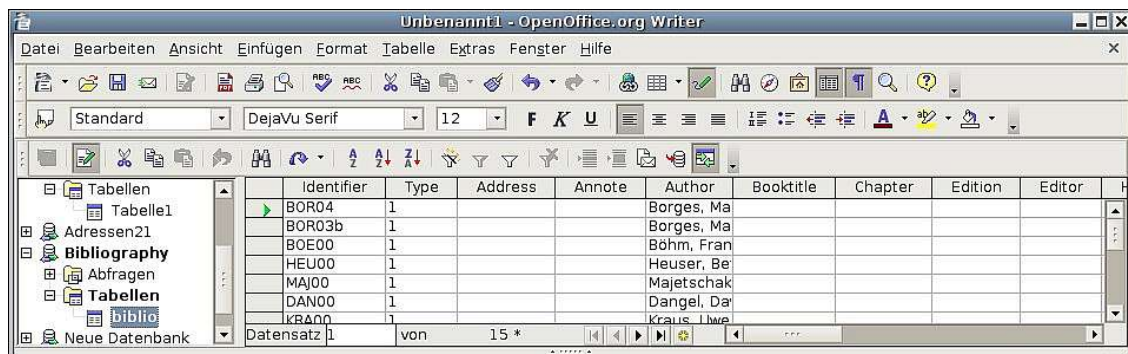 Unbenannt1 - OpenOffice.org Writer
Datei Bearbeiten Ansicht Einfügen Format Tabelle Extras Fenster Hilfe
Standard DejaVu Serif 12 F K U
Tabellen
Tabelle1
Adressen21
Bibliography
Abfragen
Tabellen
biblio
Neue Datenbank
Identifier Type Address Annote Author Booktitle Chapter Edition Editor H
BOR04 1 Borges, Ma
BOR03b 1 Borges, Ma
BOE00 1 Böhm, Fran
HEU00 1 Heuser, Be
MAJ00 1 Majetschak
DAN00 1 Dangel, Da
KRA00 1 Kraus, Uwe
Datensatz 1 von 15 *